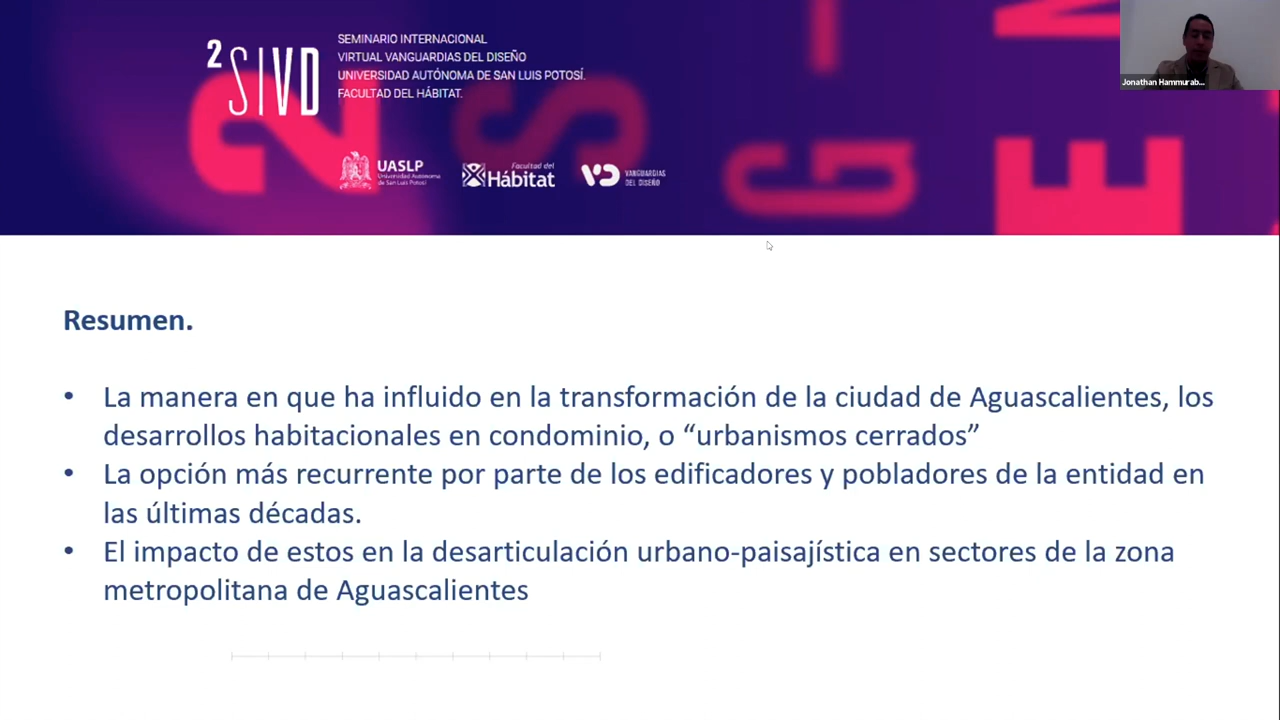 2 SIVD
SEMINARIO INTERNACIONAL
VIRTUAL VANGUARDIAS DEL DISEÑO
UNIVERSIDAD AUTÓNOMA DE SAN LUIS POTOSÍ.
FACULTAD DEL HÁBITAT.
UASLP
Universidad Autónoma
de San Luis Potosí
Facultad del
Hábitat
VD
VANGUARDIAS
DEL DISEÑO
Jonathan Hammurab...
Resumen.
• La manera en que ha influido en la transformación de la ciudad de Aguascalientes, los
desarrollos habitacionales en condominio, o “urbanismos cerrados”
• La opción más recurrente por parte de los edificadores y pobladores de la entidad en
las últimas décadas.
• El impacto de estos en la desarticulación urbano-paisajística en sectores de la zona
metropolitana de Aguascalientes